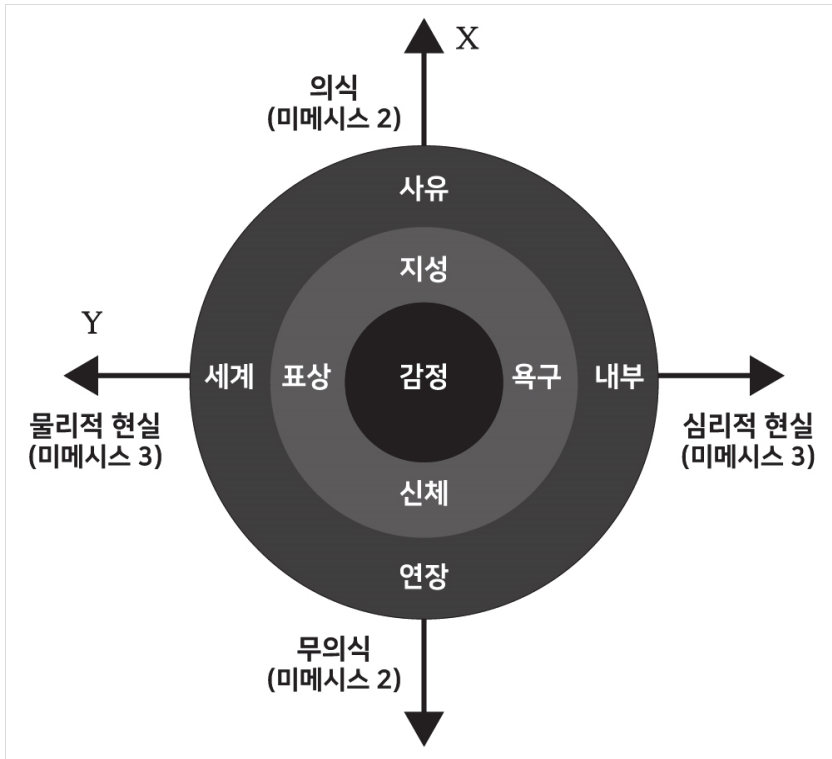 X
의식
(미메시스 2)
사유
지성
Y
세계 표상 감정 욕구 내부
물리적 현실
(미메시스 3)
심리적 현실
(미메시스 3)
신체
연장
무의식
(미메시스 2)